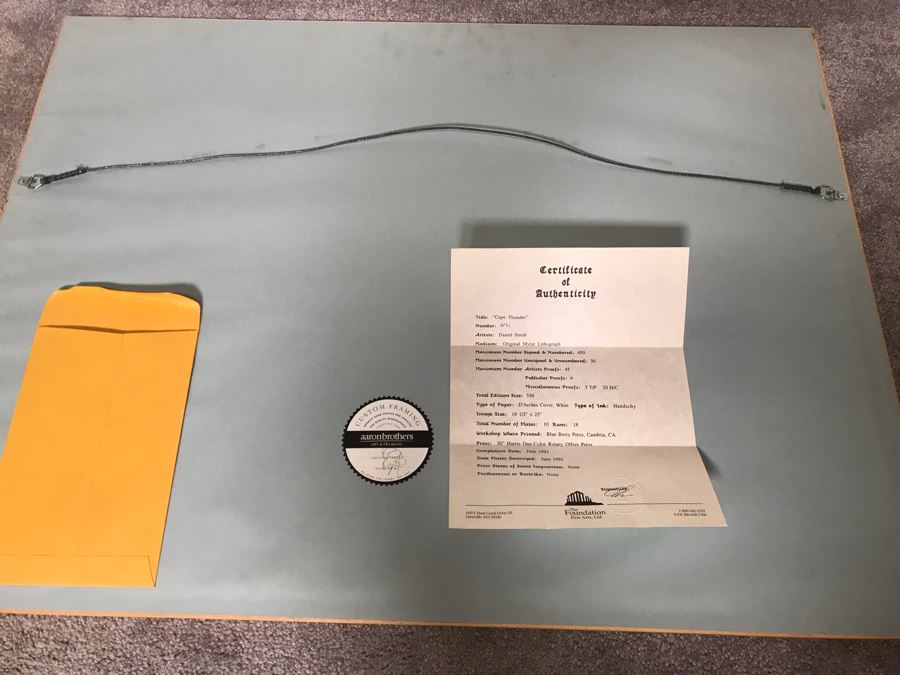 Certificate
of
Authenticity
Title: "Cape Thunder"
Number:
Artists: Daniel Smith
Medium: Original Mylar Lithograph
Maximum Number Signed & Numbered: 450
Maximum Number Unsigned & Unnumbered: 30
Maximum Number Artists Proofs: 45
Publisher Proofs: 6
Miscellaneous Proofs: 5 T/P 20 H/C
Total Edition Size: 556
Type of Paper: D'Arches Cover, White Type of Ink: Handschy
Image Size: 16 1/2" x 25"
Total Number of Plates: 10 Runs: 18
Workshop Where Printed: Blue Berry Press, Cambria, CA
Press: 30" Harris One-Color Rotary Offset Press
Completion Date: June 1991
Date Plates Destroyed: June 1991
Prior States of Same Impression: None
Posthumous or Restrike: None
Signature
The
Foundation
Fine Arts, Ltd.
CUSTOM FRAMING
aaronbrothers
ART & FRAMING